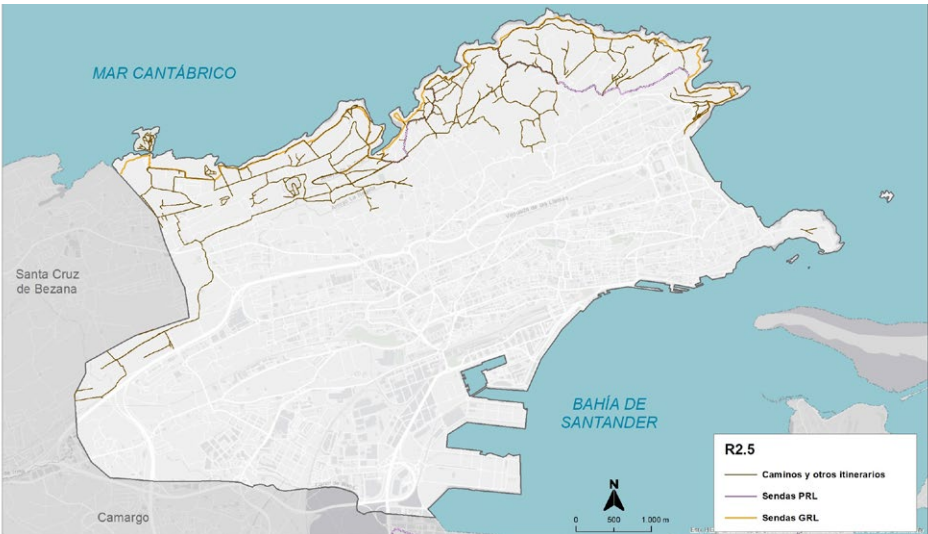 MAR CANTÁBRICO
Santa Cruz
de Bezana
BAHÍA DE
SANTANDER
Camargo
R2.5
Caminos y otros itinerarios
Sendas PRL
Sendas GRL
N
0 500 1.000 m